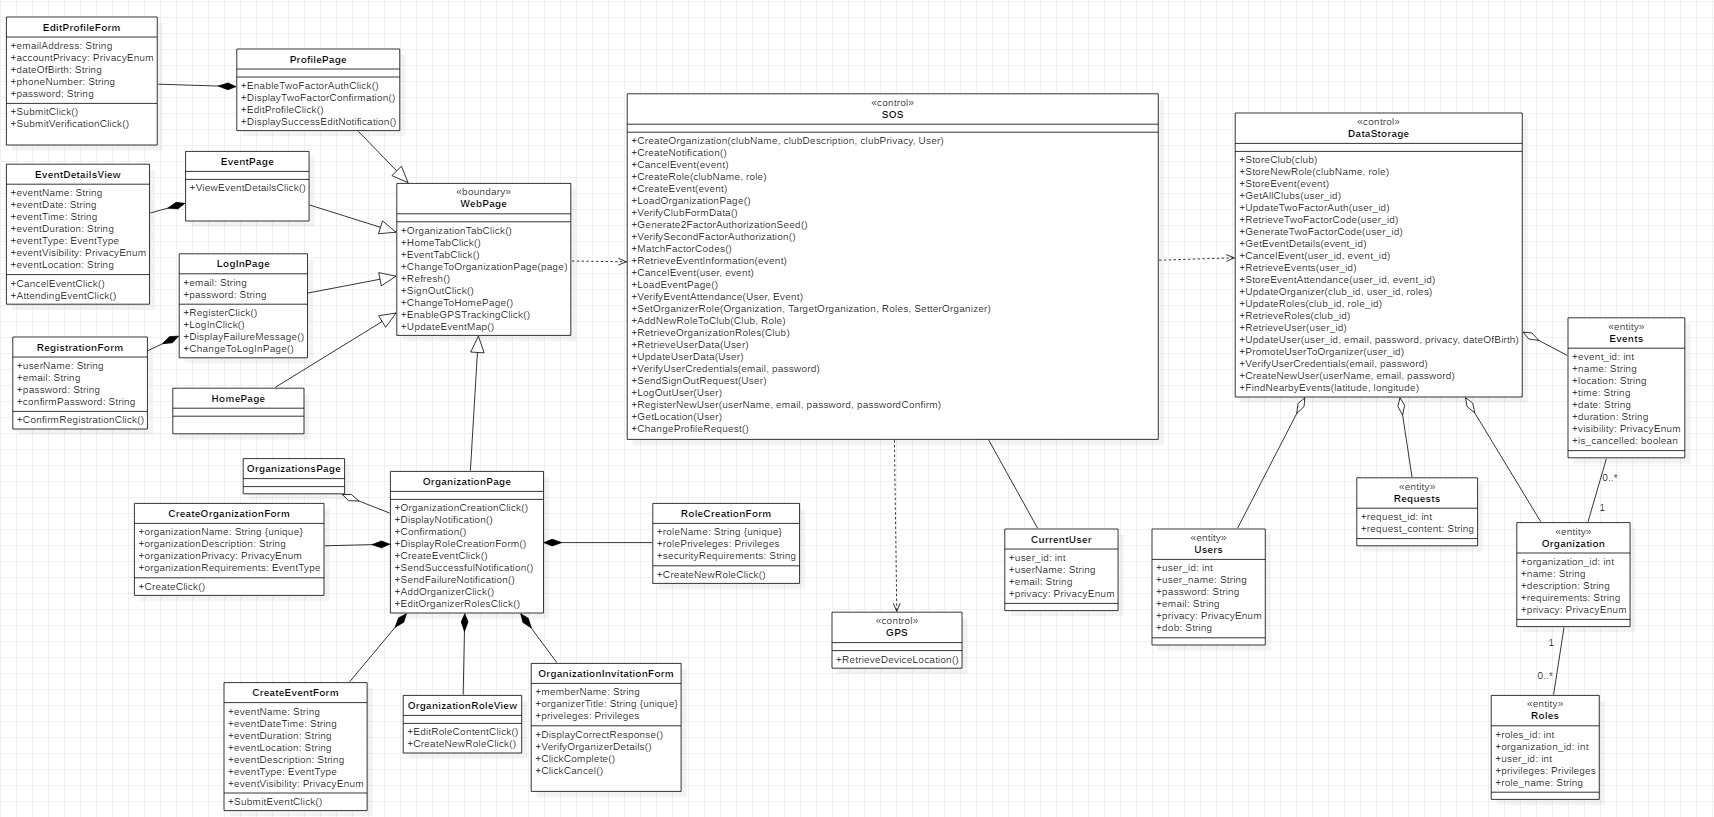 EditProfileForm
+emailAddress: String
+accountPrivacy: PrivacyEnum
+dateOfBirth: String
+phoneNumber: String
+password: String
+SubmitClick()
+SubmitVerificationClick()
ProfilePage
+EnableTwoFactorAuthClick()
+DisplayTwoFactorConfirmation()
+EditProfileClick()
+DisplaySuccessEditNotification()
EventPage
+ViewEventDetailsClick()
EventDetailsView
+eventName: String
+eventDate: String
+eventTime: String
+eventDuration: String
+eventType: EventType
+eventVisibility: PrivacyEnum
+eventLocation: String
+CancelEventClick()
+AttendingEventClick()
LogInPage
+email: String
+password: String
+RegisterClick()
+LogInClick()
+DisplayFailureMessage()
+ChangeToLogInPage()
RegistrationForm
+userName: String
+email: String
+password: String
+confirmPassword: String
+ConfirmRegistrationClick()
HomePage
«boundary»
WebPage
+OrganizationTabClick()
+HomeTabClick()
+EventTabClick()
+ChangeToOrganizationPage(page)
+Refresh()
+SignOutClick()
+ChangeToHomePage()
+EnableGPSTrackingClick()
+UpdateEventMap()
«control»
SOS
+CreateOrganization(clubName, clubDescription, clubPrivacy, User)
+CreateNotification()
+CancelEvent(event)
+CreateRole(clubName, role)
+CreateEvent(event)
+LoadOrganizationPage()
+VerifyClubFormData()
+Generate2FactorAuthorizationSeed()
+VerifySecondFactorAuthorization()
+MatchFactorCodes()
+RetrieveEventInformation(event)
+CancelEvent(user, event)
+LoadEventPage()
+VerifyEventAttendance(User, Event)
+SetOrganizerRole(Organization, TargetOrganization, Roles, SetterOrganizer)
+AddNewRoleToClub(Club, Role)
+RetrieveOrganizationRoles(Club)
+RetrieveUserData(User)
+UpdateUserData(User)
+VerifyUserCredentials(email, password)
+SendSignOutRequest(User)
+LogOutUser(User)
+RegisterNewUser(userName, email, password, passwordConfirm)
+GetLocation(User)
+ChangeProfileRequest()
«control»
DataStorage
+StoreClub(club)
+StoreNewRole(clubName, role)
+StoreEvent(event)
+GetAllClubs(user_id)
+UpdateTwoFactorAuth(user_id)
+RetrieveTwoFactorCode(user_id)
+GenerateTwoFactorCode(user_id)
+GetEventDetails(event_id)
+CancelEvent(user_id, event_id)
+RetrieveEvents(user_id)
+StoreEventAttendance(user_id, event_id)
+UpdateOrganizer(club_id, user_id, roles)
+UpdateRoles(club_id, role_id)
+RetrieveRoles(club_id)
+RetrieveUser(user_id)
+UpdateUser(user_id, email, password, privacy, dateOfBirth)
+PromoteUserToOrganizer(user_id)
+VerifyUserCredentials(email, password)
+CreateNewUser(userName, email, password)
+FindNearbyEvents(latitude, longitude)
«entity»
Events
+event_id: int
+name: String
+location: String
+time: String
+date: String
+duration: String
+visibility: PrivacyEnum
+is_cancelled: boolean
0..*
1
OrganizationsPage
OrganizationPage
+OrganizationCreationClick()
+DisplayNotification()
+Confirmation()
+DisplayRoleCreationForm()
+CreateEventClick()
+SendSuccessfulNotification()
+SendFailureNotification()
+AddOrganizerClick()
+EditOrganizerRolesClick()
CreateOrganizationForm
+organizationName: String {unique}
+organizationDescription: String
+organizationPrivacy: PrivacyEnum
+organizationRequirements: EventType
+CreateClick()
RoleCreationForm
+roleName: String {unique}
+rolePriveleges: Privileges
+securityRequirements: String
+CreateNewRoleClick()
CreateEventForm
+eventName: String
+eventDateTime: String
+eventDuration: String
+eventLocation: String
+eventDescription: String
+eventType: EventType
+eventVisibility: PrivacyEnum
+SubmitEventClick()
OrganizationRoleView
+EditRoleContentClick()
+CreateNewRoleClick()
OrganizationInvitationForm
+memberName: String
+organizerTitle: String {unique}
+priveleges: Privileges
+DisplayCorrectResponse()
+VerifyOrganizerDetails()
+ClickComplete()
+ClickCancel()
«control»
GPS
+RetrieveDeviceLocation()
CurrentUser
+user_id: int
+userName: String
+email: String
+privacy: PrivacyEnum
«entity»
Users
+user_id: int
+user_name: String
+password: String
+email: String
+privacy: PrivacyEnum
+dob: String
«entity»
Requests
+request_id: int
+request_content: String
«entity»
Organization
+organization_id: int
+name: String
+description: String
+requirements: String
+privacy: PrivacyEnum
1
0..*
«entity»
Roles
+roles_id: int
+organization_id: int
+user_id: int
+privileges: Privileges
+role_name: String